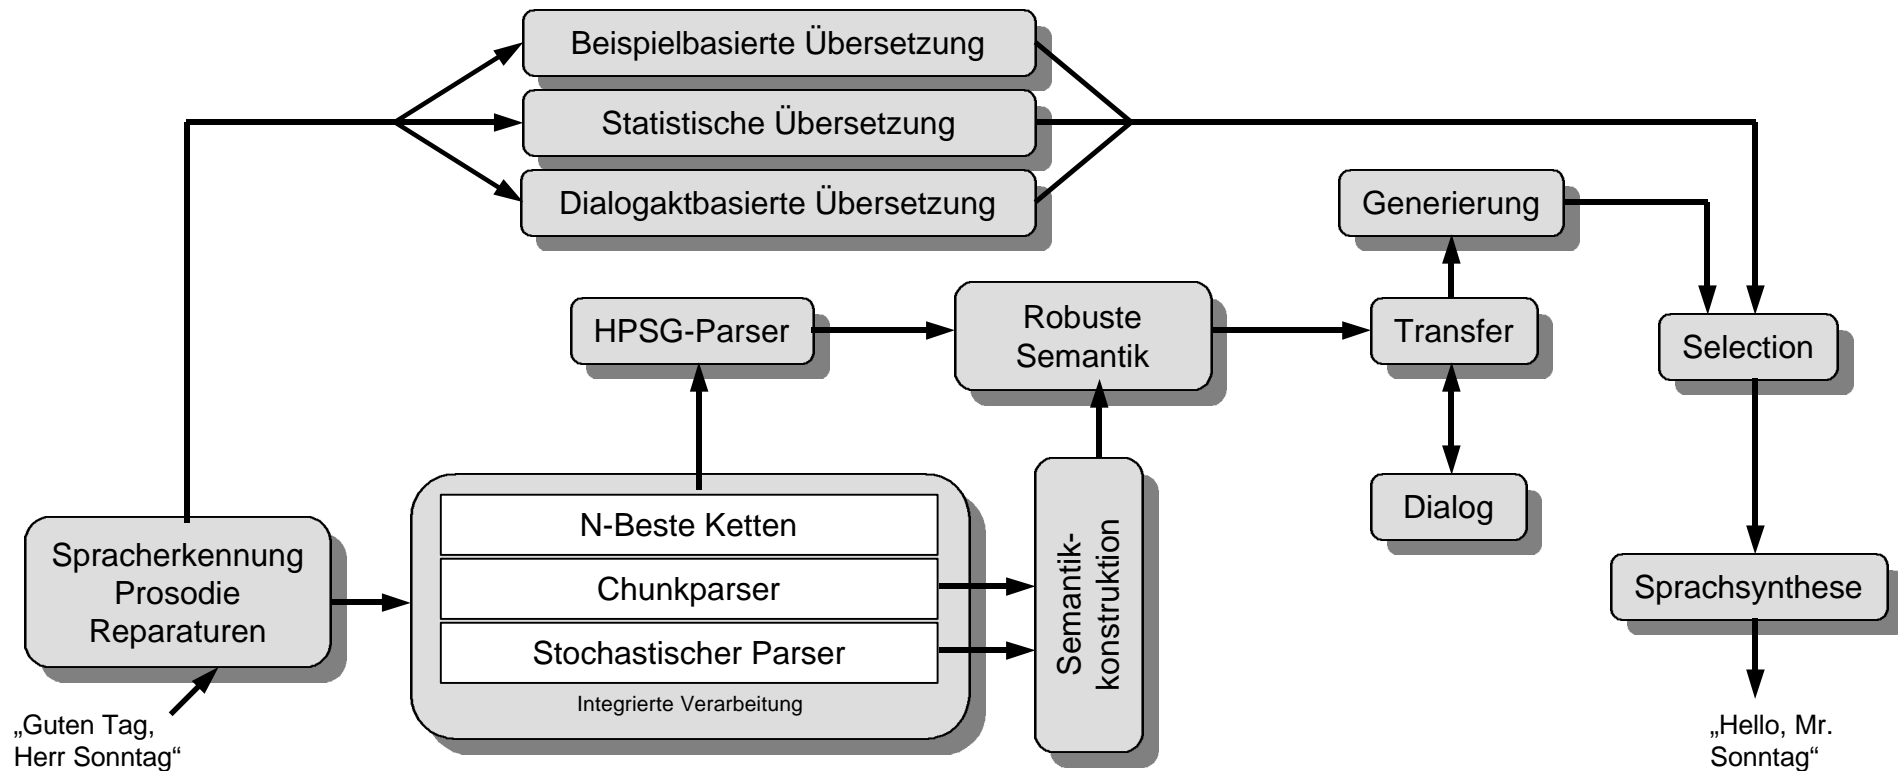 Beispielbasierte Übersetzung
Statistische Übersetzung
Dialogaktbasierte Übersetzung
Generierung
HPSG-Parser
Robuste
Semantik
Transfer
Selection
Dialog
Spracherkennung
Prosodie
Reparaturen
N-Beste Ketten
Chunkparser
Stochastischer Parser
Integrierte Verarbeitung
Semantik-
konstruktion
Sprachsynthese
„Guten Tag,
Herr Sonntag“
„Hello, Mr.
Sonntag“